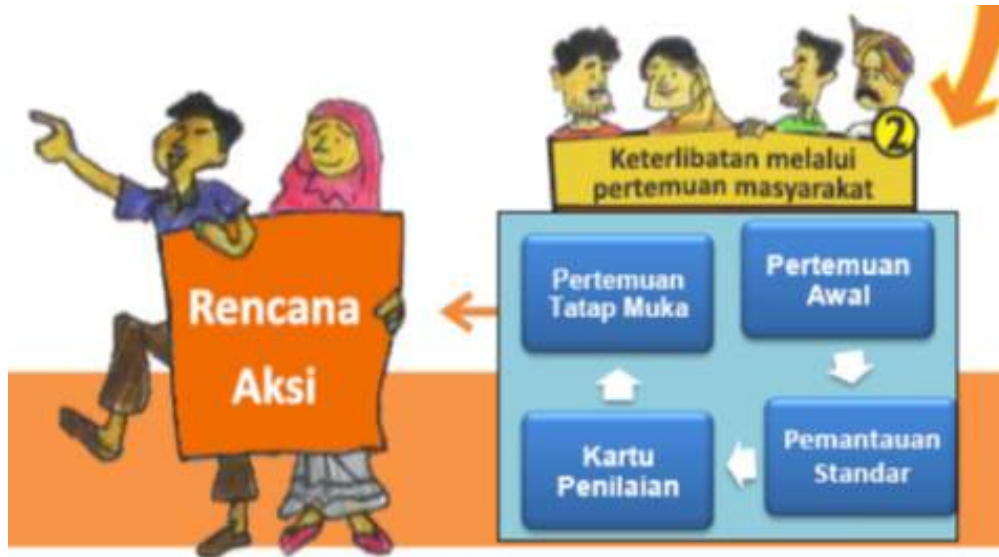 2
Keterlibatan melalui
pertemuan masyarakat
Pertemuan
Awal
Pemantauan
Standar
Kartu
Penilaian
Pertemuan
Tatap Muka
Rencana
Aksi